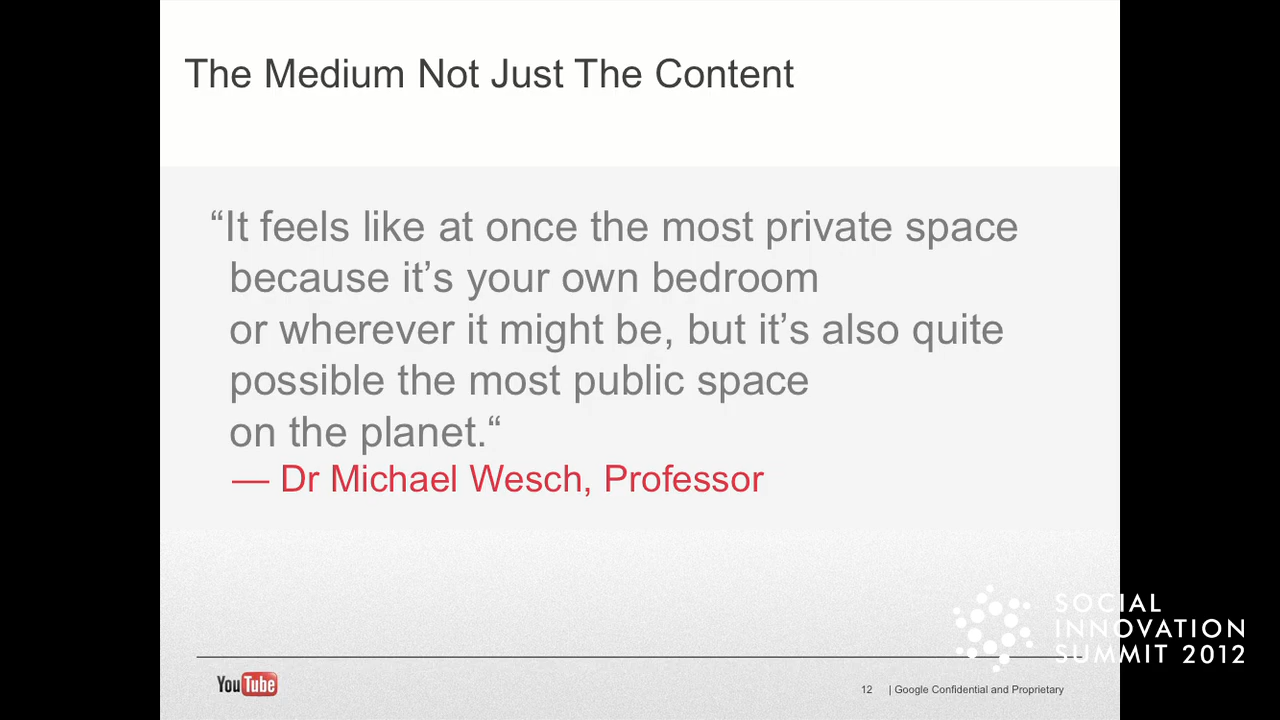 The Medium Not Just The Content
“It feels like at once the most private space
because it’s your own bedroom
or wherever it might be, but it’s also quite
possible the most public space
on the planet.“
— Dr Michael Wesch, Professor
SOCIAL
INNOVATION
SUMMIT 2012
YouTube
12 | Google Confidential and Proprietary